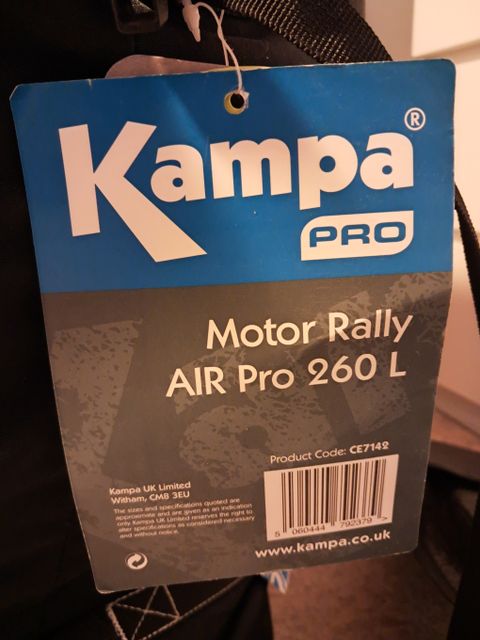 Kampa®
PRO
Motor Rally
AIR Pro 260 L
Product Code: CE7142
Kampa UK Limited
Witham, CM8 3EU
The sizes and specifications quoted are
approximate and are given as an indication
only Kampa UK Limited reserves the right to
alter specifications as considered necessary
and without notice.
5 060444 792379 >
www.kampa.co.uk